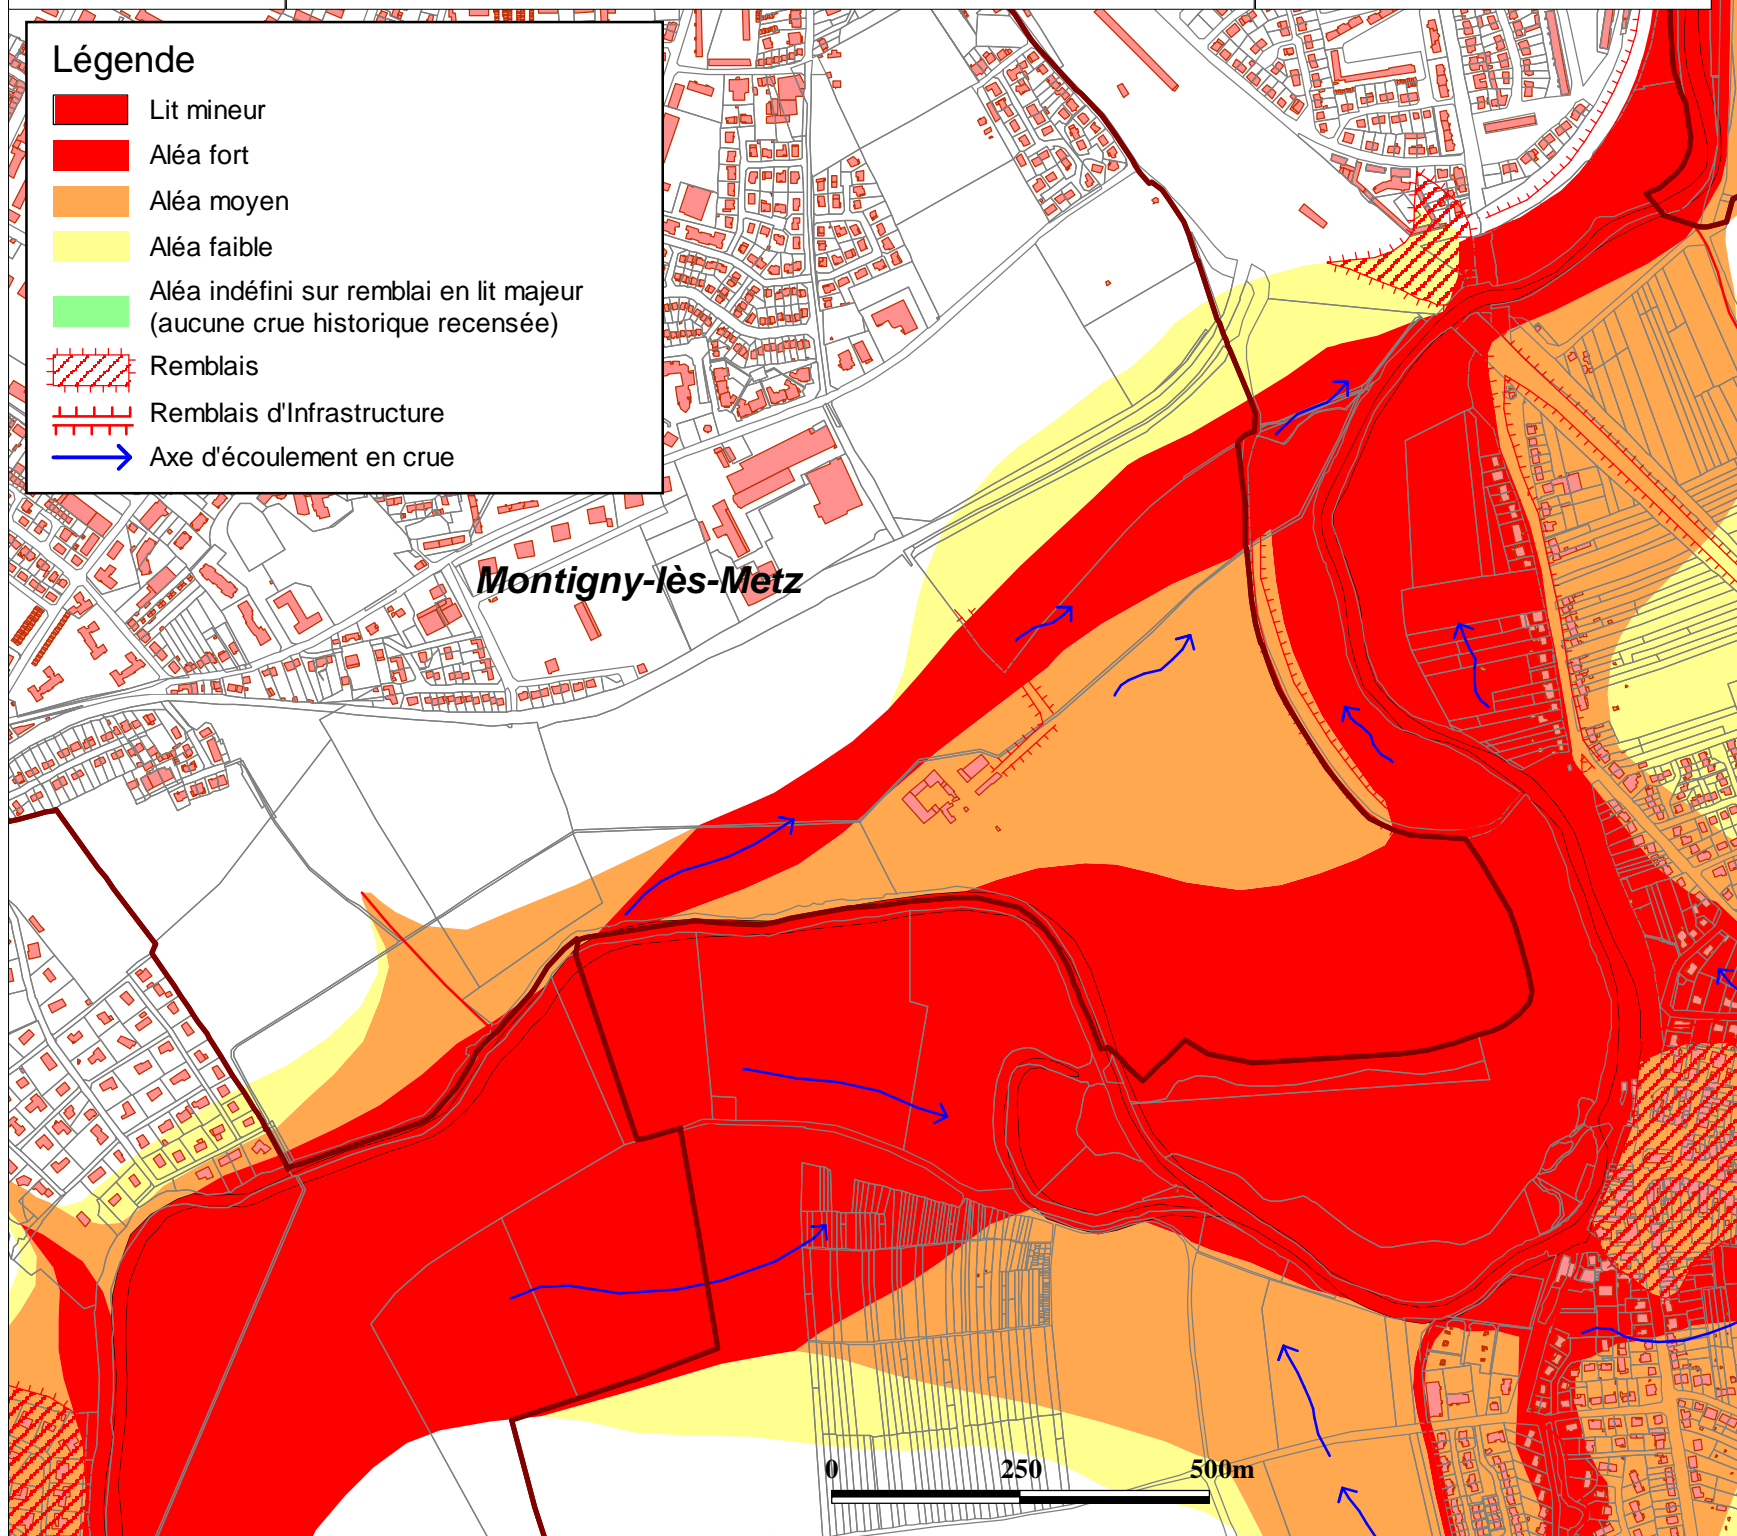 Légende
Lit mineur
Aléa fort
Aléa moyen
Aléa faible
Aléa indéfini sur remblai en lit majeur
(aucune crue historique recensée)
Remblais
Remblais d'Infrastructure
Axe d'écoulement en crue
Montigny-lès-Metz
0 250 500m